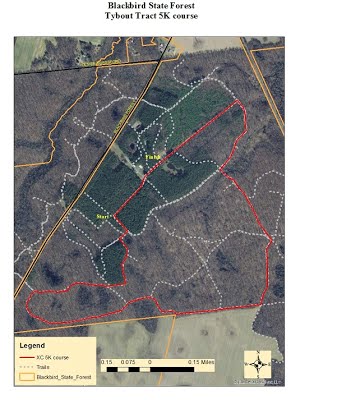 Blackbird State Forest
Tybout Tract 5K course
Finish
Start
Legend
XC 5K course
Trails
Blackbird_State_Forest
0.15 0.075 0 0.15 Miles